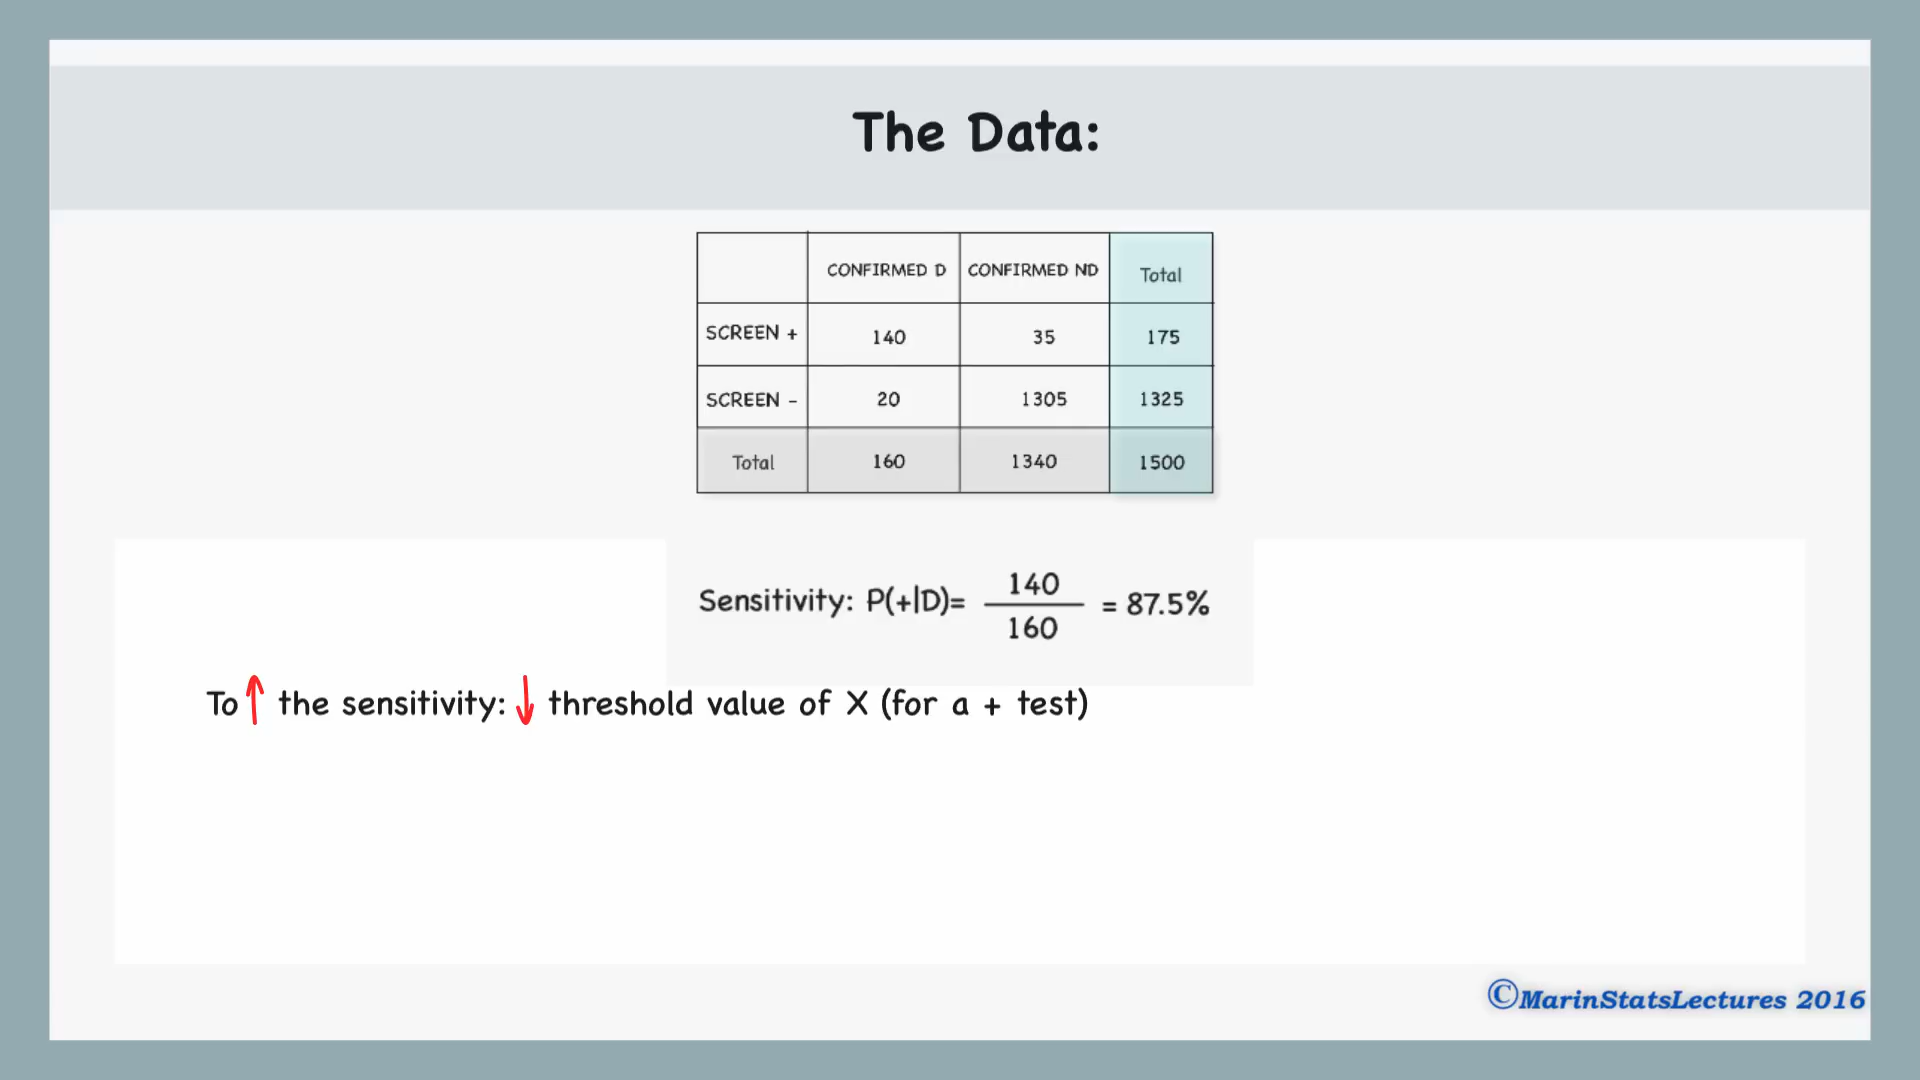 The Data:
CONFIRMED D CONFIRMED ND Total
SCREEN + 140 35 175
SCREEN - 20 1305 1325
Total 160 1340 1500
Sensitivity: P(+|D)= 140/160 = 87.5%
To ↑ the sensitivity: ↓ threshold value of X (for a + test)
©MarinStatsLectures 2016